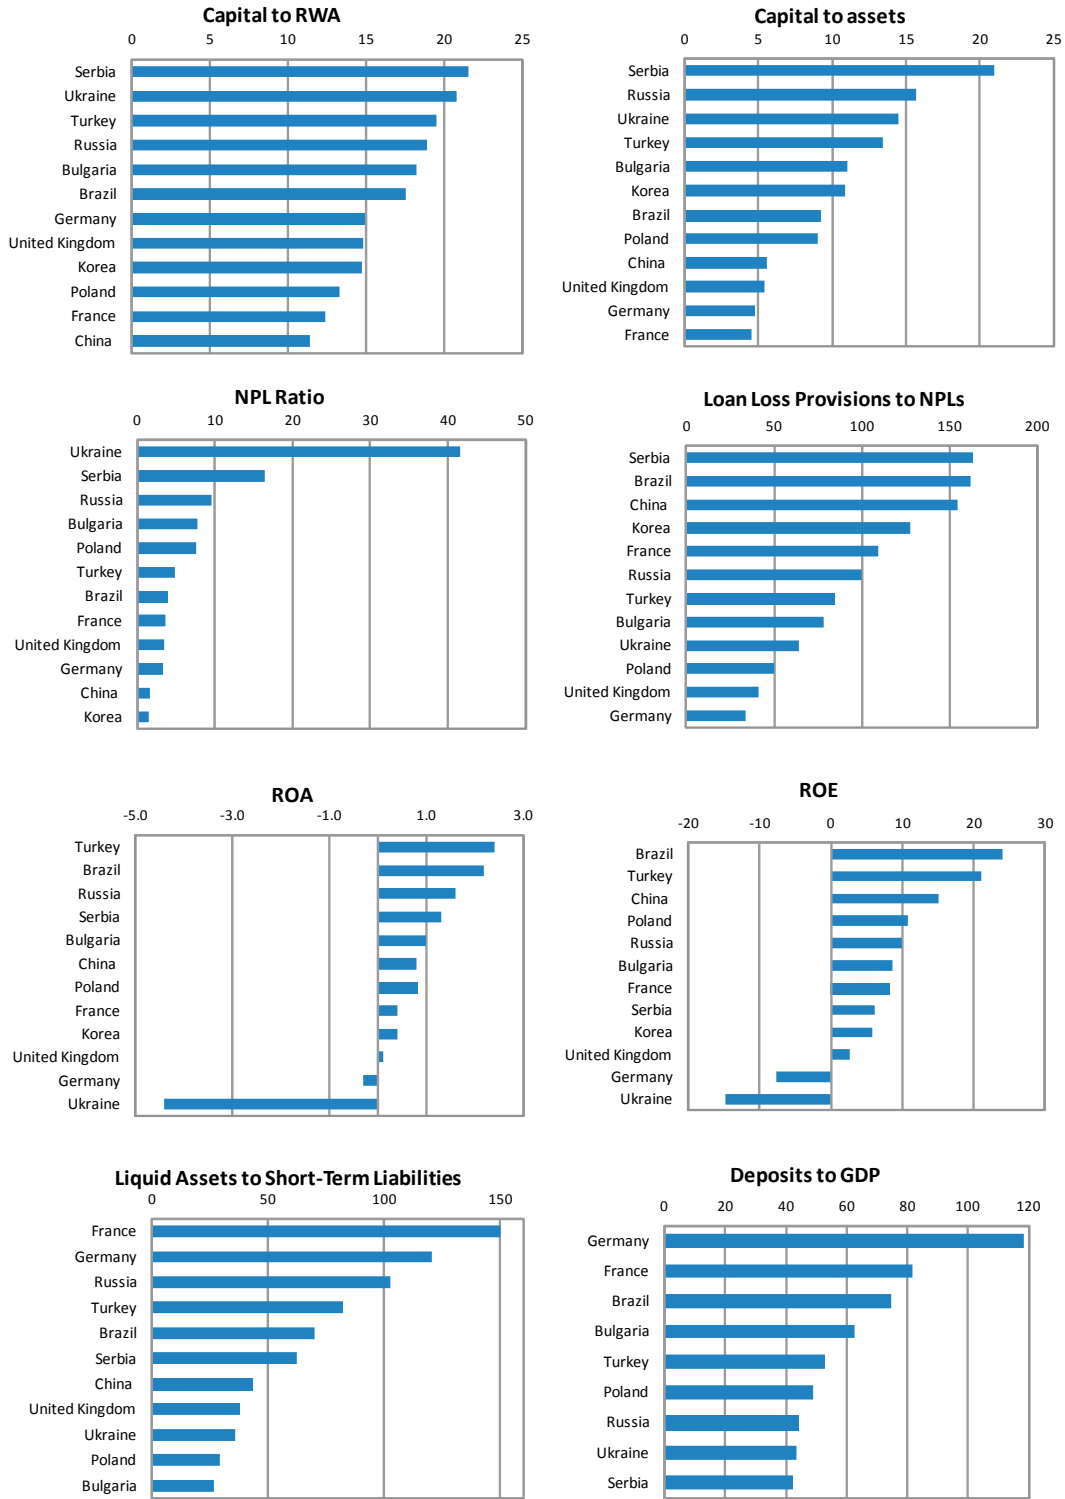 Capital to RWA
0 5 10 15 20 25
Serbia
Ukraine
Turkey
Russia
Bulgaria
Brazil
Germany
United Kingdom
Korea
Poland
France
China
Capital to assets
0 5 10 15 20 25
Serbia
Russia
Ukraine
Turkey
Bulgaria
Korea
Brazil
Poland
China
United Kingdom
Germany
France
NPL Ratio
0 10 20 30 40 50
Ukraine
Serbia
Russia
Bulgaria
Poland
Turkey
Brazil
France
United Kingdom
Germany
China
Korea
Loan Loss Provisions to NPLs
0 50 100 150 200
Serbia
Brazil
China
Korea
France
Russia
Turkey
Bulgaria
Ukraine
Poland
United Kingdom
Germany
ROA
-5.0 -3.0 -1.0 1.0 3.0
Turkey
Brazil
Russia
Serbia
Bulgaria
China
Poland
France
Korea
United Kingdom
Germany
Ukraine
ROE
-20 -10 0 10 20 30
Brazil
Turkey
China
Poland
Russia
Bulgaria
France
Serbia
Korea
United Kingdom
Germany
Ukraine
Liquid Assets to Short-Term Liabilities
0 50 100 150
France
Germany
Russia
Turkey
Brazil
Serbia
China
United Kingdom
Ukraine
Poland
Bulgaria
Deposits to GDP
0 20 40 60 80 100 120
Germany
France
Brazil
Bulgaria
Turkey
Poland
Russia
Ukraine
Serbia